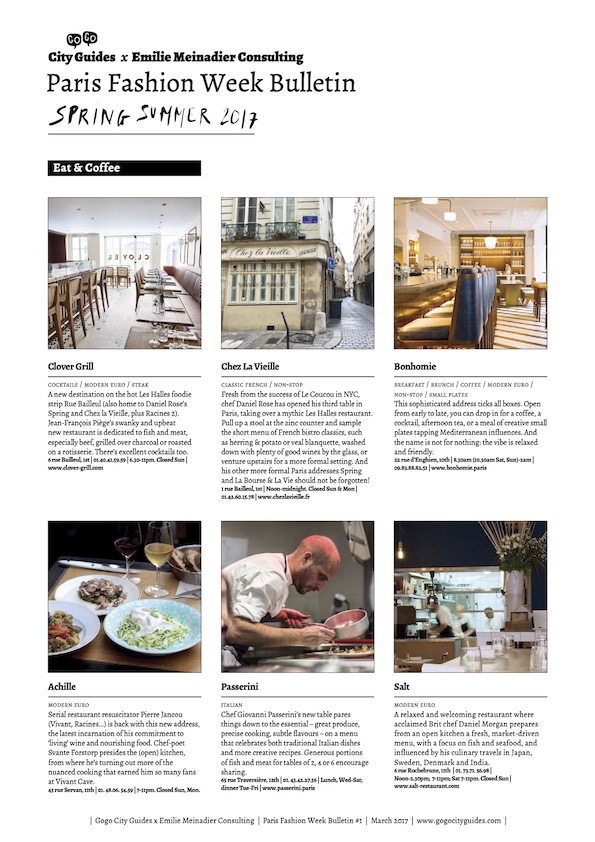 GO GO
City Guides x Emilie Meinadier Consulting
Paris Fashion Week Bulletin
SPRING SUMMER 2017
Eat & Coffee
CLOVER
Chez la Vieille
Clover Grill
COCKTAILS / MODERN EURO / STEAK
A new destination on the hot Les Halles foodie
strip Rue Bailleul (also home to Daniel Rose's
Spring and Chez la Vieille, plus Racines 2).
Jean-François Piège's swanky and upbeat
new restaurant is dedicated to fish and meat,
especially beef, grilled over charcoal or roasted
on a rotisserie. There's excellent cocktails too.
6 rue Bailleul, 1st | 01.40.41.59.59 | 6.30-11pm. Closed Sun |
www.clover-grill.com
Chez La Vieille
CLASSIC FRENCH / NON-STOP
Fresh from the success of Le Coucou in NYC,
chef Daniel Rose has opened his third table in
Paris, taking over a mythic Les Halles restaurant.
Pull up a stool at the zinc counter and sample
the short menu of French bistro classics, such
as herring & potato or veal blanquette, washed
down with plenty of good wines by the glass, or
venture upstairs for a more formal setting. And
his other more formal Paris addresses Spring
and La Bourse & La Vie should not be forgotten!
1 rue Bailleul, 1st | Noon-midnight. Closed Sun & Mon |
01.42.60.15.78 | www.chezlavieille.fr
Bonhomie
BREAKFAST / BRUNCH / COFFEE / MODERN EURO /
NON-STOP / SMALL PLATES
This sophisticated address ticks all boxes. Open
from early to late, you can drop in for a coffee, a
cocktail, afternoon tea, or a meal of creative small
plates tapping Mediterranean influences. And
the name is not for nothing: the vibe is relaxed
and friendly.
22 rue d'Enghien, 10th | 8.30am (10.30am Sat, Sun)-2am |
09.83.88.82.51 | www.bonhomie.paris
Achille
MODERN EURO
Serial restaurant resuscitator Pierre Jancou
(Vivant, Racines...) is back with this new address,
the latest incarnation of his commitment to
'living' wine and nourishing food. Chef-poet
Svante Forstorp presides the (open) kitchen,
from where he's turning out more of the
nuanced cooking that earned him so many fans
at Vivant Cave.
43 rue Servan, 11th | 01.48.06.54.59 | 7-11pm. Closed Sun, Mon.
Passerini
ITALIAN
Chef Giovanni Passerini's new table pares
things down to the essential – great produce,
precise cooking, subtle flavours – on a menu
that celebrates both traditional Italian dishes
and more creative recipes. Generous portions
of fish and meat for tables of 2, 4 or 6 encourage
sharing.
65 rue Traversière, 12th | 01.43.42.27.56 | Lunch, Wed-Sat;
dinner Tue-Fri | www.passerini.paris
Salt
MODERN EURO
A relaxed and welcoming restaurant where
acclaimed Brit chef Daniel Morgan prepares
from an open kitchen a fresh, market-driven
menu, with a focus on fish and seafood, and
influenced by his culinary travels in Japan,
Sweden, Denmark and India.
6 rue Rochebrune, 11th | 01.73.71.56.98 |
Noon-2.30pm; 7-11pm; Sat 7-11pm. Closed Sun |
www.salt-restaurant.com
| Gogo City Guides x Emilie Meinadier Consulting | Paris Fashion Week Bulletin #1 | March 2017 | www.gogocityguides.com |